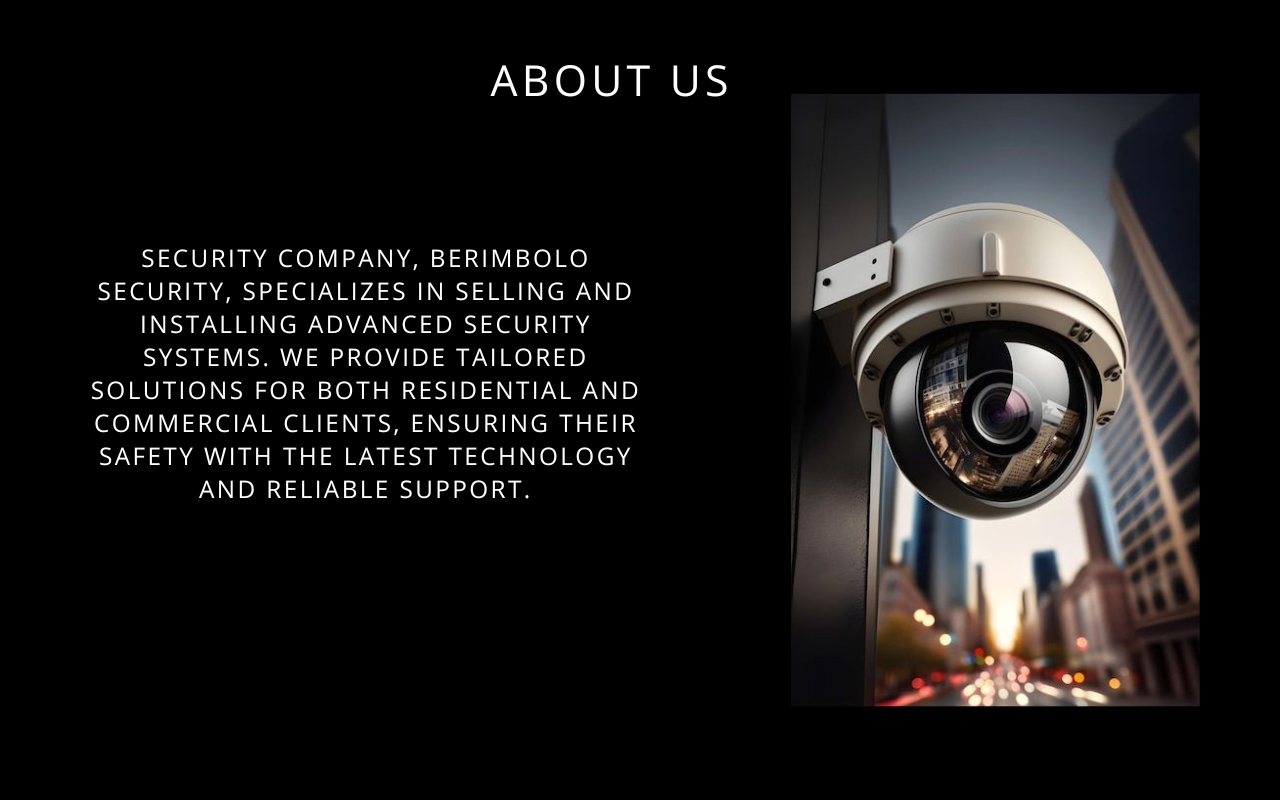 ABOUT US
SECURITY COMPANY, BERIMBOLO
SECURITY, SPECIALIZES IN SELLING AND
INSTALLING ADVANCED SECURITY
SYSTEMS. WE PROVIDE TAILORED
SOLUTIONS FOR BOTH RESIDENTIAL AND
COMMERCIAL CLIENTS, ENSURING THEIR
SAFETY WITH THE LATEST TECHNOLOGY
AND RELIABLE SUPPORT.